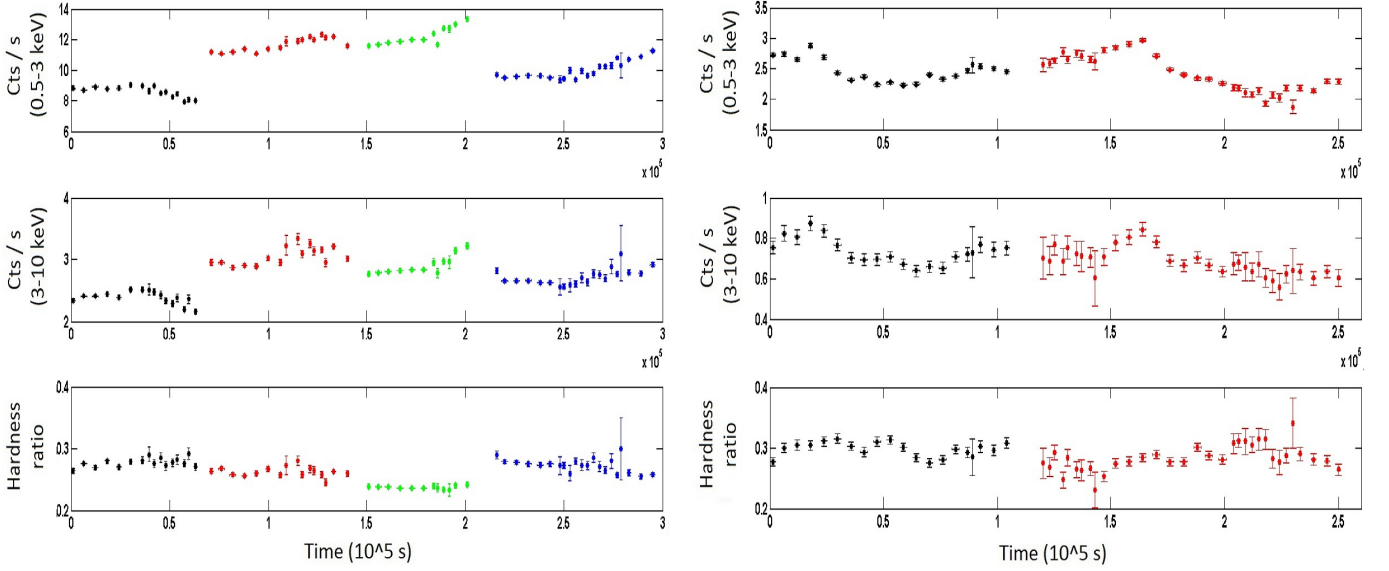 Cts / s
(0.5-3 keV)
14
12
10
8
6
0 0.5 1 1.5 2 2.5 3
x 10^5
Cts / s
(3-10 keV)
4
3
2
0 0.5 1 1.5 2 2.5 3
x 10^5
Hardness
ratio
0.4
0.3
0.2
0 0.5 1 1.5 2 2.5 3
Time (10^5 s)
Cts / s
(0.5-3 keV)
3.5
3
2.5
2
1.5
0 0.5 1 1.5 2 2.5
x 10^5
Cts / s
(3-10 keV)
1
0.8
0.6
0.4
0 0.5 1 1.5 2 2.5
x 10^5
Hardness
ratio
0.4
0.3
0.2
0 0.5 1 1.5 2 2.5
Time (10^5 s)